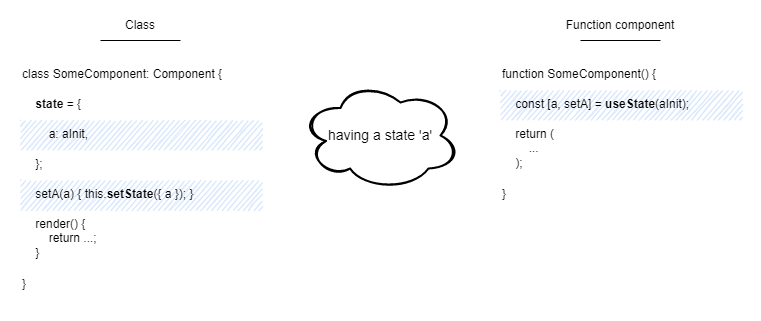 Class
class SomeComponent: Component {
state = {
a: aInit,
};
setA(a) { this.setState({ a }); }
render() {
return ...;
}
}
having a state 'a'
Function component
function SomeComponent() {
const [a, setA] = useState(aInit);
return (
...
);
}